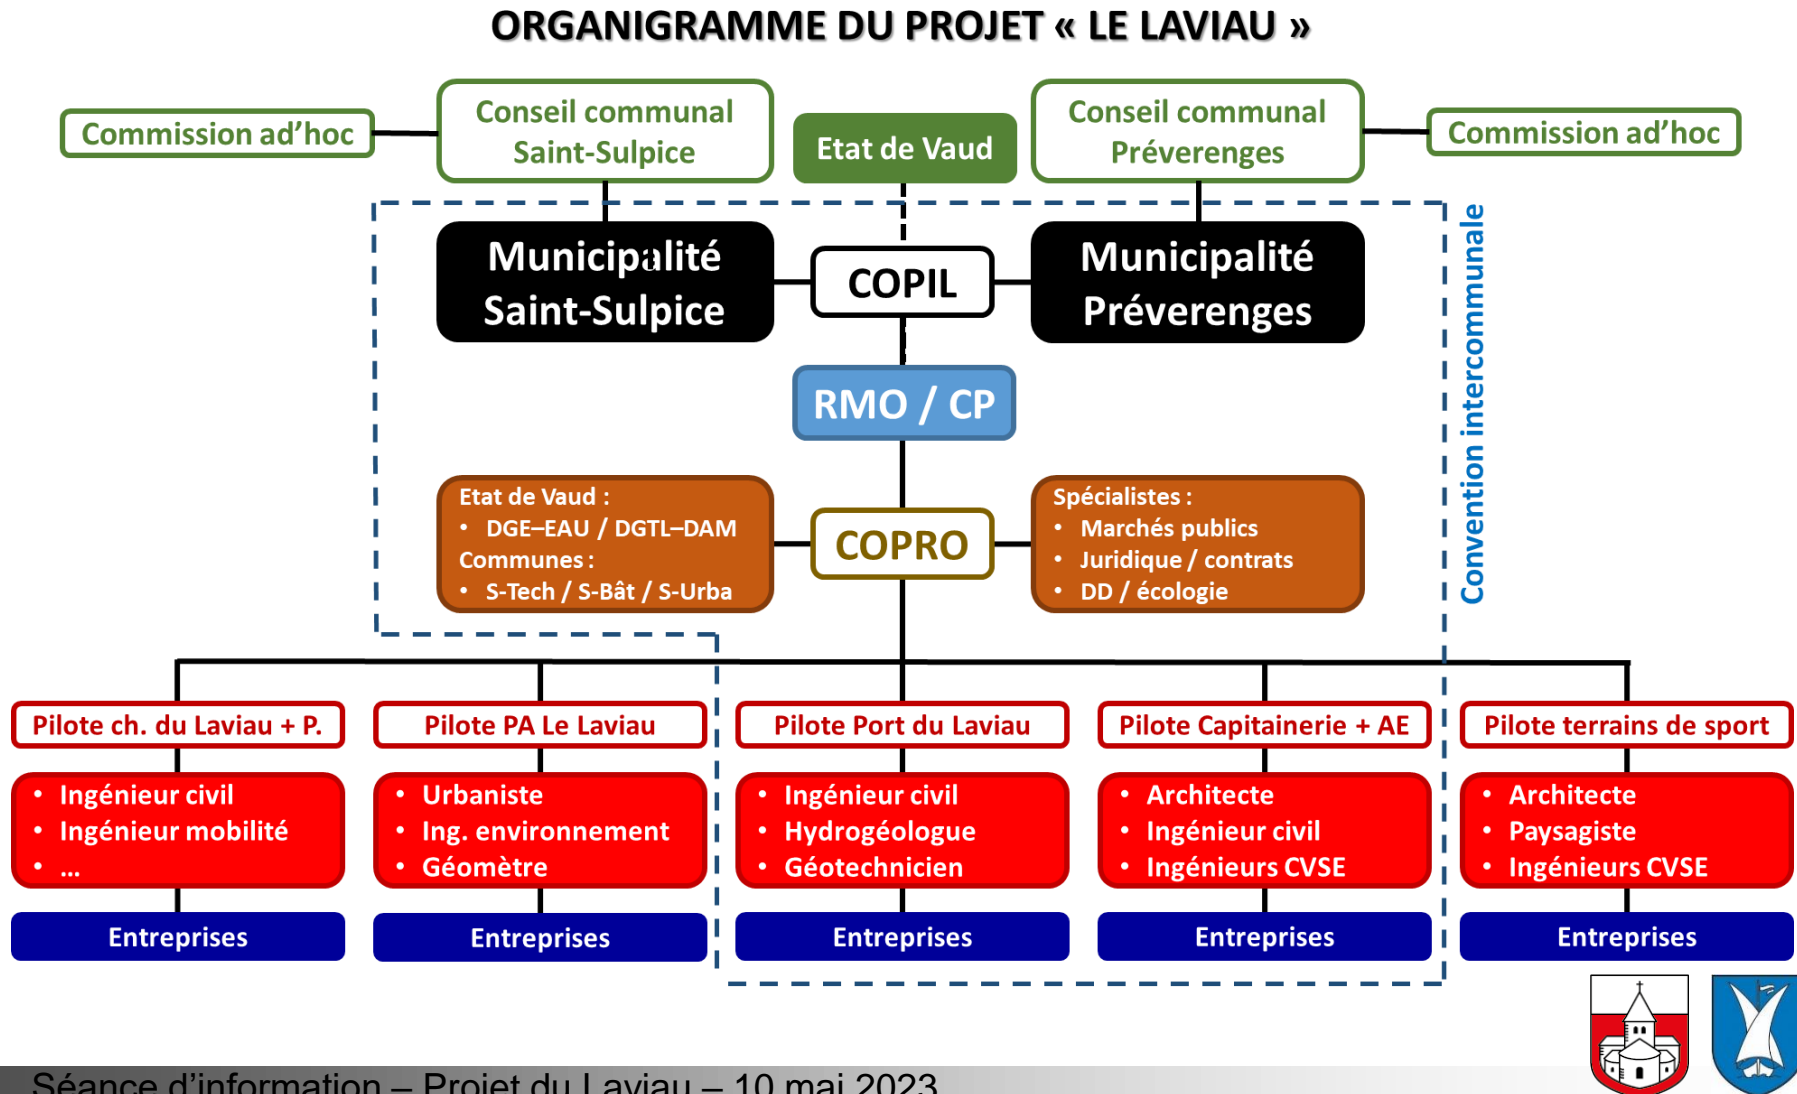 ORGANIGRAMME DU PROJET « LE LAVIAU »
Commission ad’hoc
Conseil communal
Saint-Sulpice
Etat de Vaud
Conseil communal
Préverenges
Commission ad’hoc
Municipalité
Saint-Sulpice
COPIL
Municipalité
Préverenges
Convention intercommunale
RMO / CP
Etat de Vaud :
• DGE–EAU / DGTL–DAM
Communes :
• S-Tech / S-Bât / S-Urba
COPRO
Spécialistes :
• Marchés publics
• Juridique / contrats
• DD / écologie
Pilote ch. du Laviau + P.
• Ingénieur civil
• Ingénieur mobilité
• ...
Entreprises
Pilote PA Le Laviau
• Urbaniste
• Ing. environnement
• Géomètre
Entreprises
Pilote Port du Laviau
• Ingénieur civil
• Hydrogéologue
• Géotechnicien
Entreprises
Pilote Capitainerie + AE
• Architecte
• Ingénieur civil
• Ingénieurs CVSE
Entreprises
Pilote terrains de sport
• Architecte
• Paysagiste
• Ingénieurs CVSE
Entreprises
Séance d’information – Projet du Laviau – 10 mai 2023